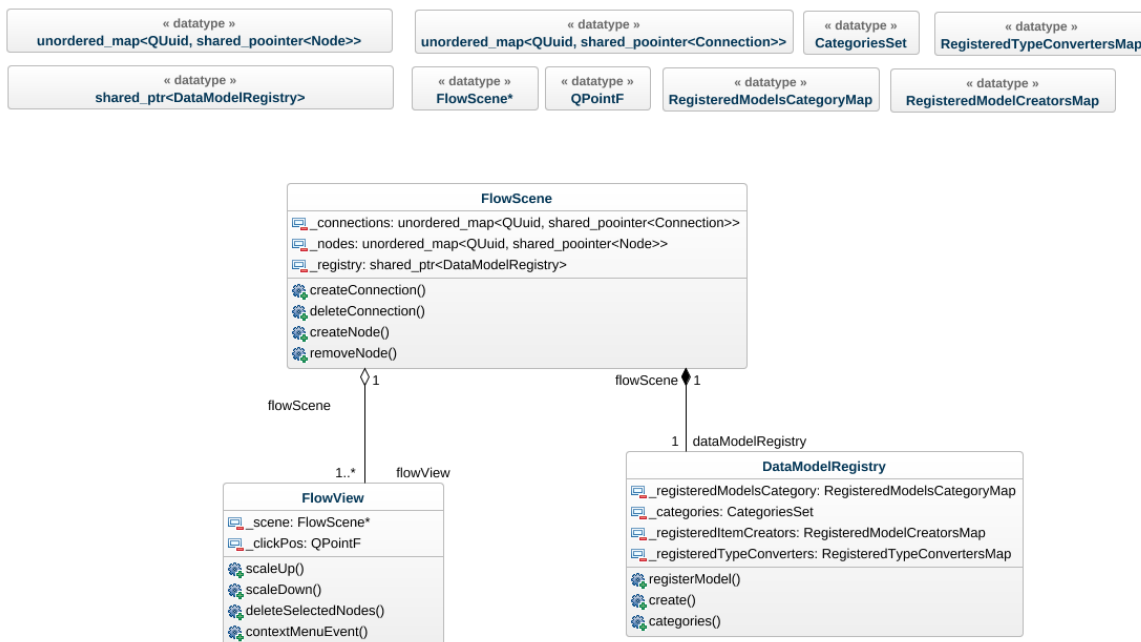 « datatype »
unordered_map<QUuid, shared_poointer<Node>>
« datatype »
unordered_map<QUuid, shared_poointer<Connection>>
« datatype »
CategoriesSet
« datatype »
RegisteredTypeConvertersMap
« datatype »
shared_ptr<DataModelRegistry>
« datatype »
FlowScene*
« datatype »
QPointF
« datatype »
RegisteredModelsCategoryMap
« datatype »
RegisteredModelCreatorsMap
FlowScene
_connections: unordered_map<QUuid, shared_poointer<Connection>>
_nodes: unordered_map<QUuid, shared_poointer<Node>>
_registry: shared_ptr<DataModelRegistry>
createConnection()
deleteConnection()
createNode()
removeNode()
1
flowScene
1..*
flowView
flowScene
1
1
dataModelRegistry
FlowView
_scene: FlowScene*
_clickPos: QPointF
scaleUp()
scaleDown()
deleteSelectedNodes()
contextMenuEvent()
DataModelRegistry
_registeredModelsCategory: RegisteredModelsCategoryMap
_categories: CategoriesSet
_registeredItemCreators: RegisteredModelCreatorsMap
_registeredTypeConverters: RegisteredTypeConvertersMap
registerModel()
create()
categories()